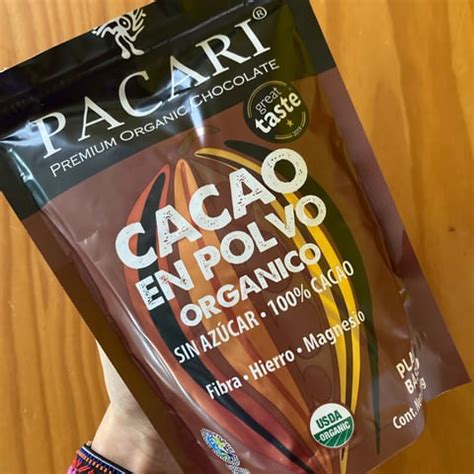 PACARI®
PREMIUM ORGANIC CHOCOLATE
great
taste
CACAO
EN POLVO
ORGANICO
SIN AZÚCAR • 100% CACAO
Fibra • Hierro • Magnesio
USDA
ORGANIC
Cont.